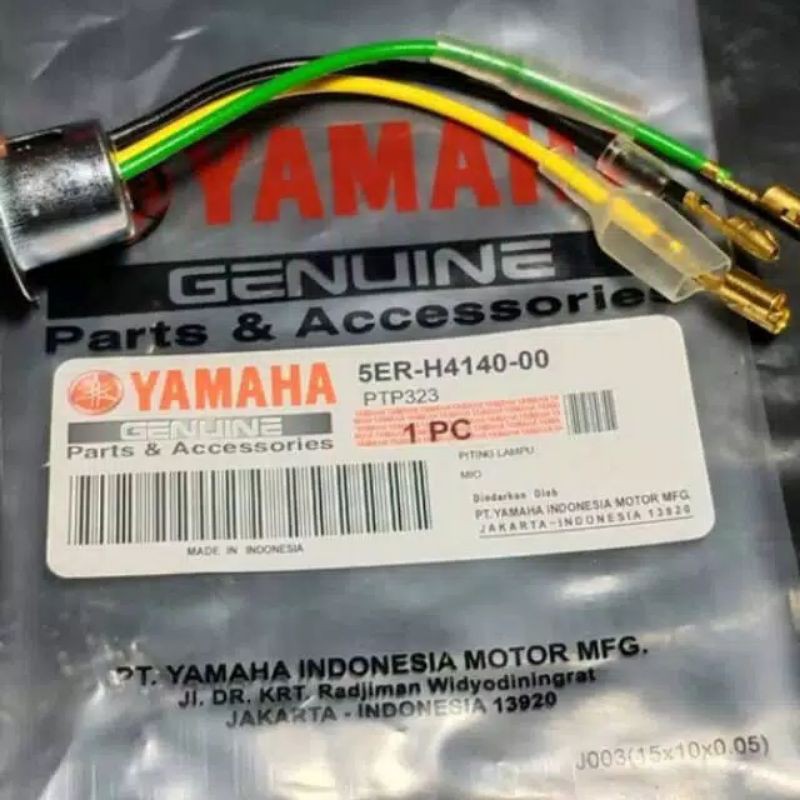 YAMAHA
GENUINE
Parts & Accessories
YAMAHA
GENUINE
Parts & Accessories
MADE IN INDONESIA
5ER-H4140-00
PTP323
1 PC
PITING LAMPU
MIO
Diedarkan Oleh
PT. YAMAHA INDONESIA MOTOR MFG.
JAKARTA-INDONESIA 13920
PT. YAMAHA INDONESIA MOTOR MFG.
Jl. DR. KRT. Radjiman Widyodiningrat
JAKARTA - INDONESIA 13920
J003(15x10x0.05)